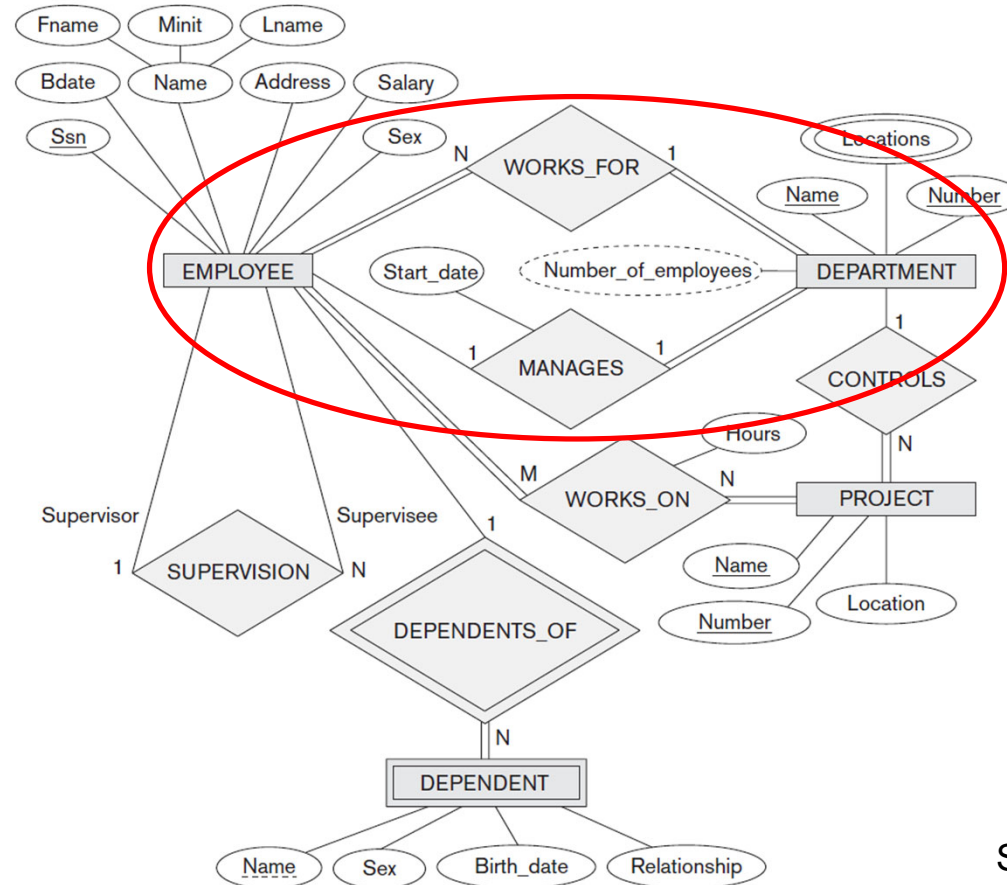 Fname Minit Lname
Bdate Name Address Salary
Ssn Sex
N WORKS_FOR 1
Locations
Name Number
EMPLOYEE Start_date Number_of_employees DEPARTMENT
1 MANAGES 1
1
CONTROLS
N
Hours
M WORKS_ON N PROJECT
Supervisor Supervisee 1
1 SUPERVISION N
Name
Number Location
DEPENDENTS_OF
N
DEPENDENT
Name Sex Birth_date Relationship
S